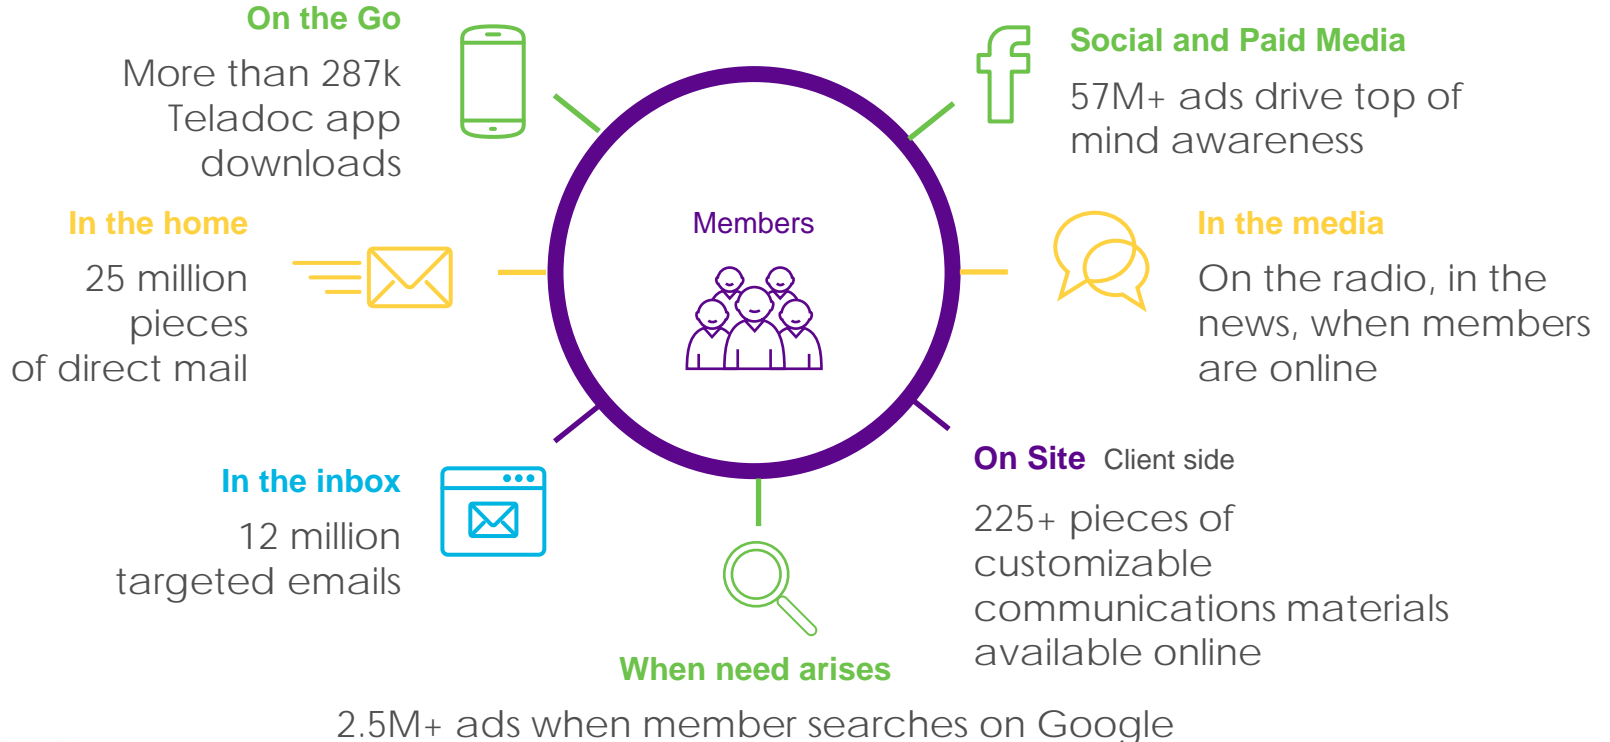 On the Go
More than 287k
Teladoc app
downloads
Social and Paid Media
57M+ ads drive top of
mind awareness
In the home
25 million
pieces
of direct mail
Members
In the media
On the radio, in the
news, when members
are online
In the inbox
12 million
targeted emails
On Site Client side
225+ pieces of
customizable
communications materials
available online
When need arises
2.5M+ ads when member searches on Google